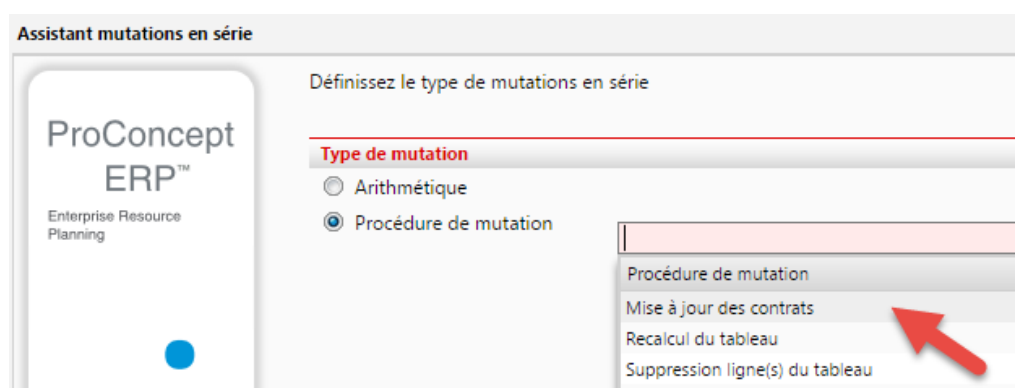 Assistant mutations en série
ProConcept
ERP™
Enterprise Resource
Planning
Définissez le type de mutations en série
Type de mutation
Arithmétique
Procédure de mutation
Procédure de mutation
Mise à jour des contrats
Recalcul du tableau
Suppression ligne(s) du tableau